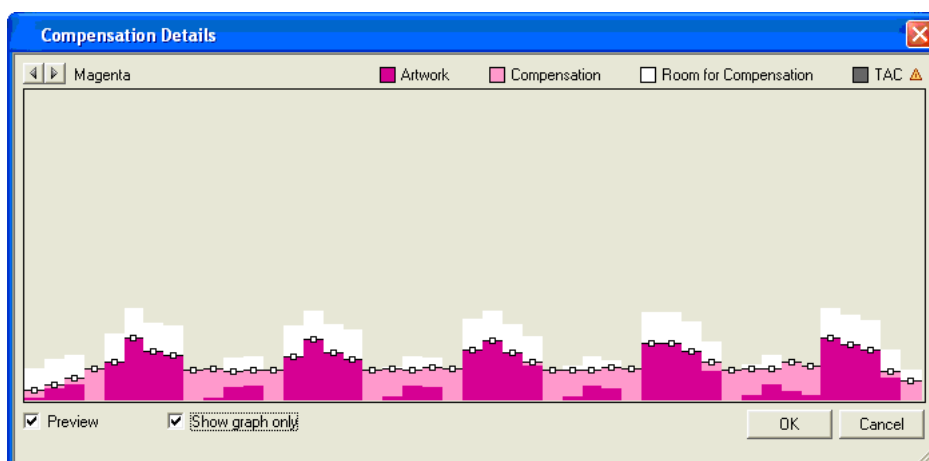 Compensation Details
Magenta
Artwork
Compensation
Room for Compensation
TAC
Preview
Show graph only
OK
Cancel